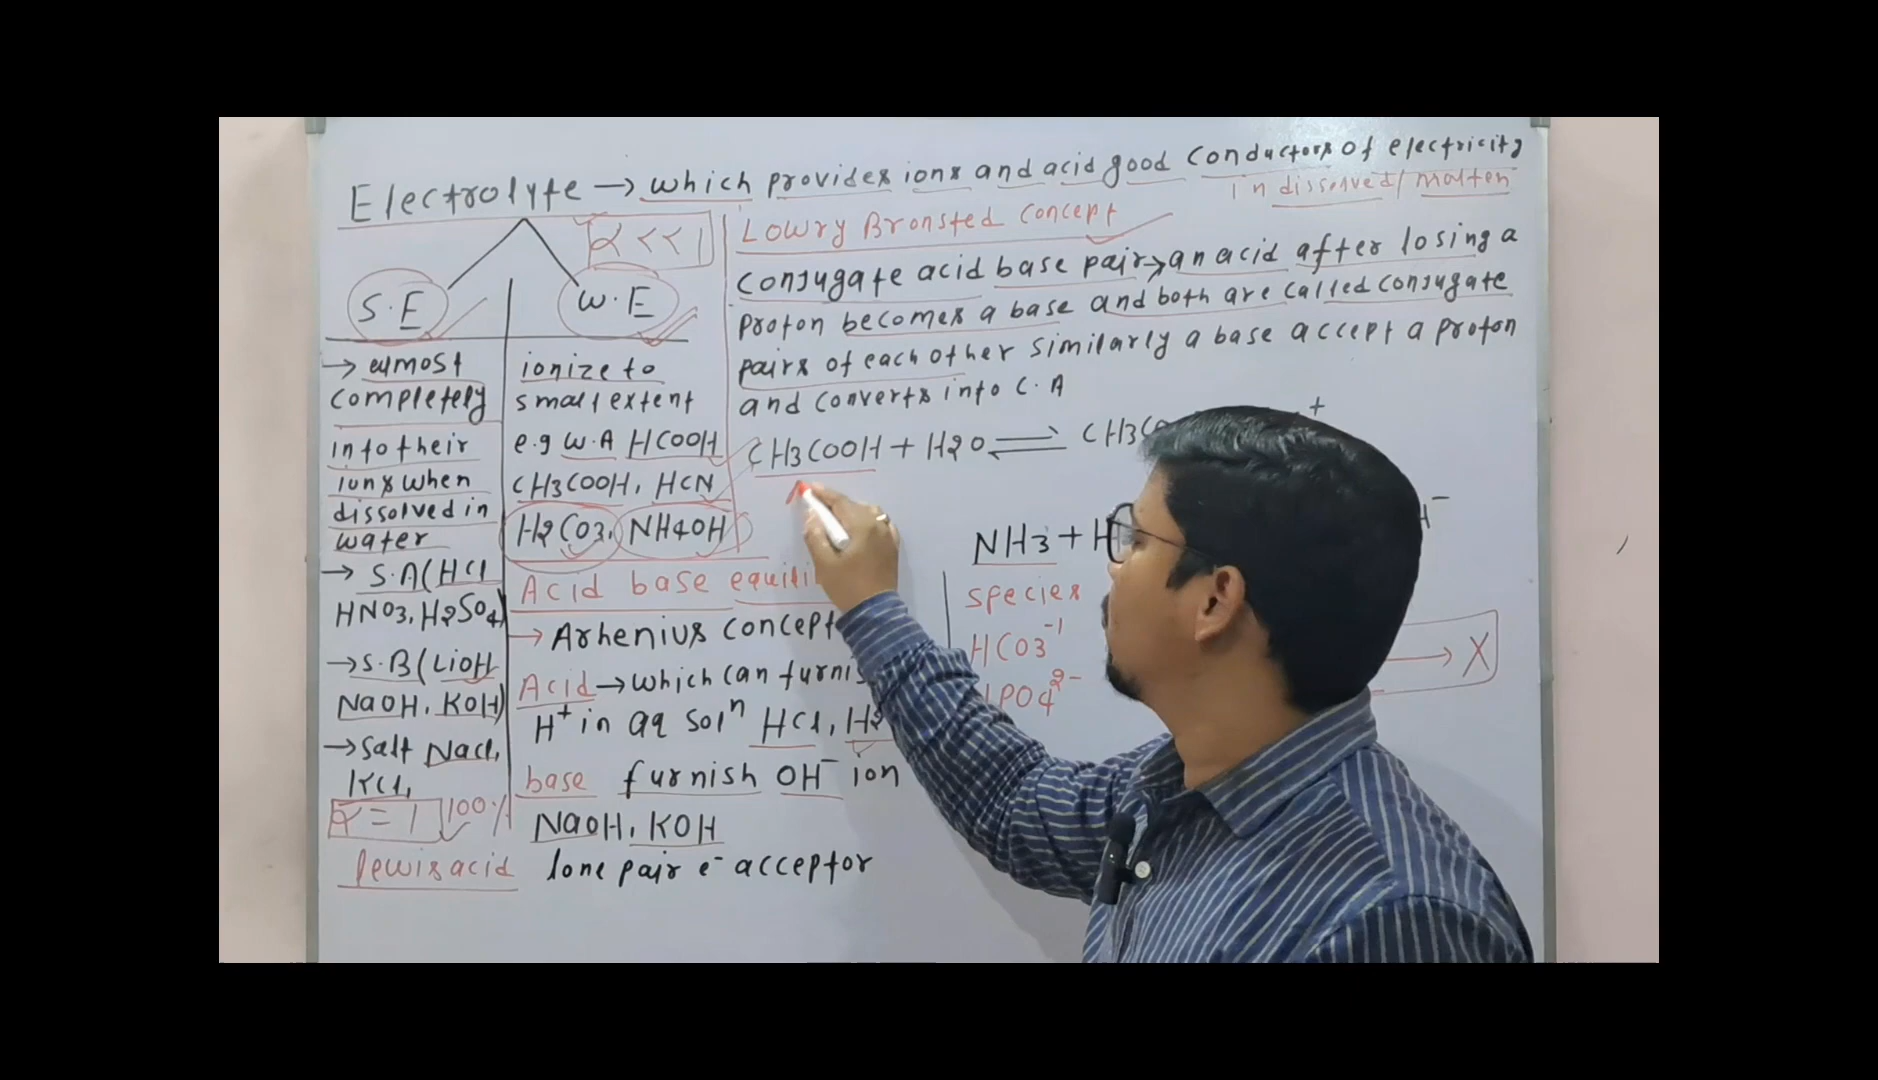 Electrolyte → which provides ions and acid good conductors of electricity
in dissolved/ molten
α << 1
S.E
W.E
→ almost
completely
into their
ions when
dissolved in
water
→ S.A(HCl
HNO3, H2SO4)
→ S.B(LiOH
NaOH, KOH)
→ Salt NaCl,
KCl,
α = 1 100%
ionize to
small extent
e.g W.A HCOOH
CH3COOH, HCN
H2CO3, NH4OH
Acid base
→ Arhenius concept
Acid → which can
H+ in aq solⁿ HCl,
base furnish OH⁻ ion
NaOH, KOH
lewis acid lone pair e⁻ acceptor
Lowry Bronsted Concept
conjugate acid base pair → an acid after losing a
proton becomes a base and both are called conjugate
pairs of each other similarly a base accept a proton
and converts into C.A
CH3COOH + H2O ⇌ +
NH3 +
species
HCO3⁻¹
PO4²⁻
→ X